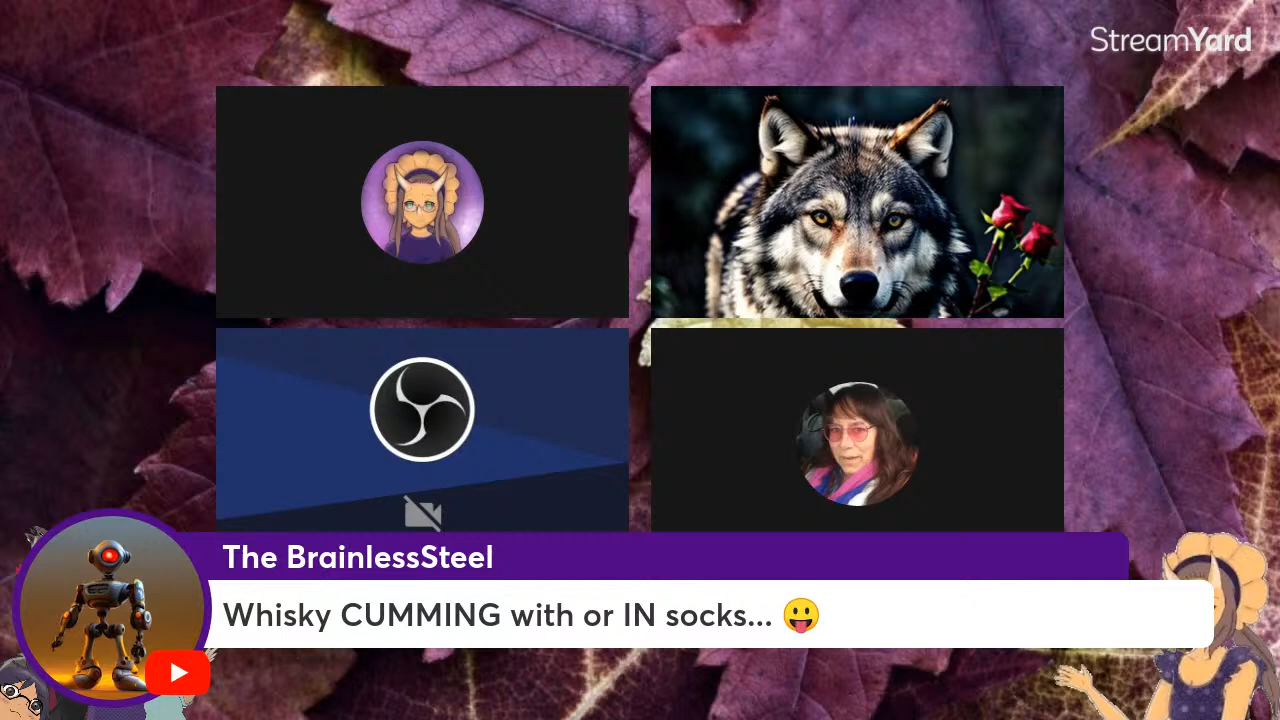 StreamYard
The BrainlessSteel
Whisky CUMMING with or IN socks... 😛